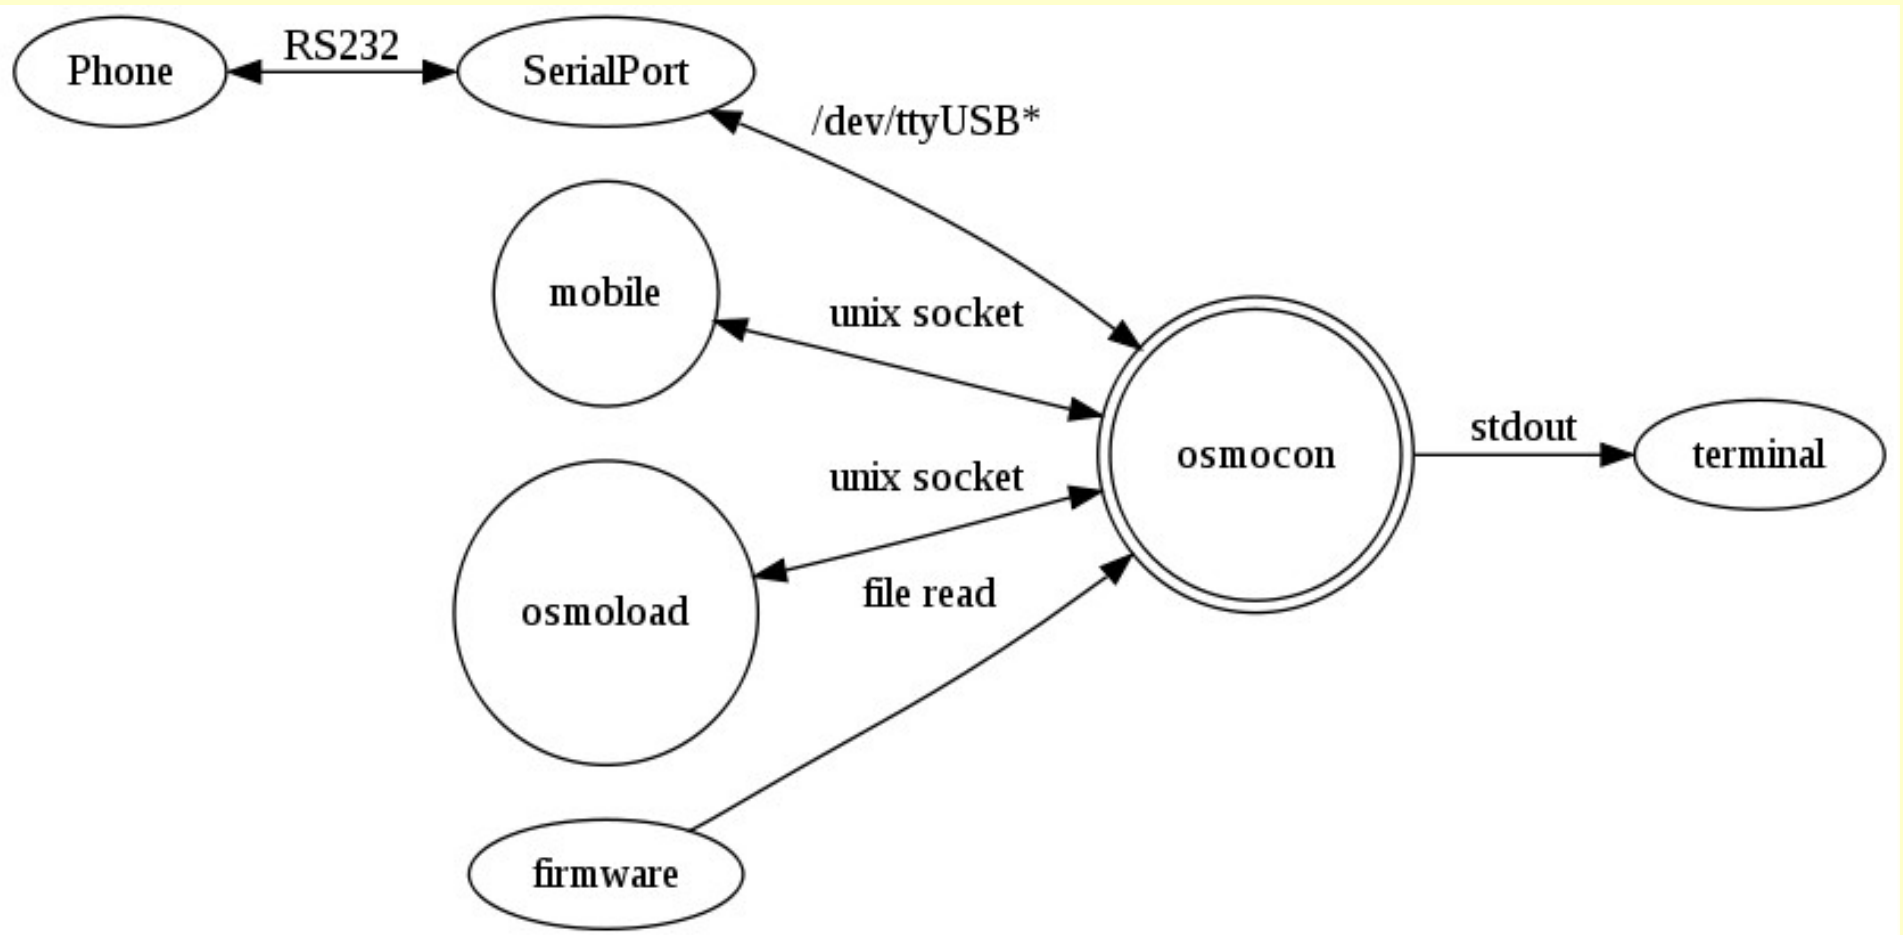 Phone
RS232
SerialPort
/dev/ttyUSB*
mobile
unix socket
osmocon
stdout
terminal
unix socket
osmoload
file read
firmware